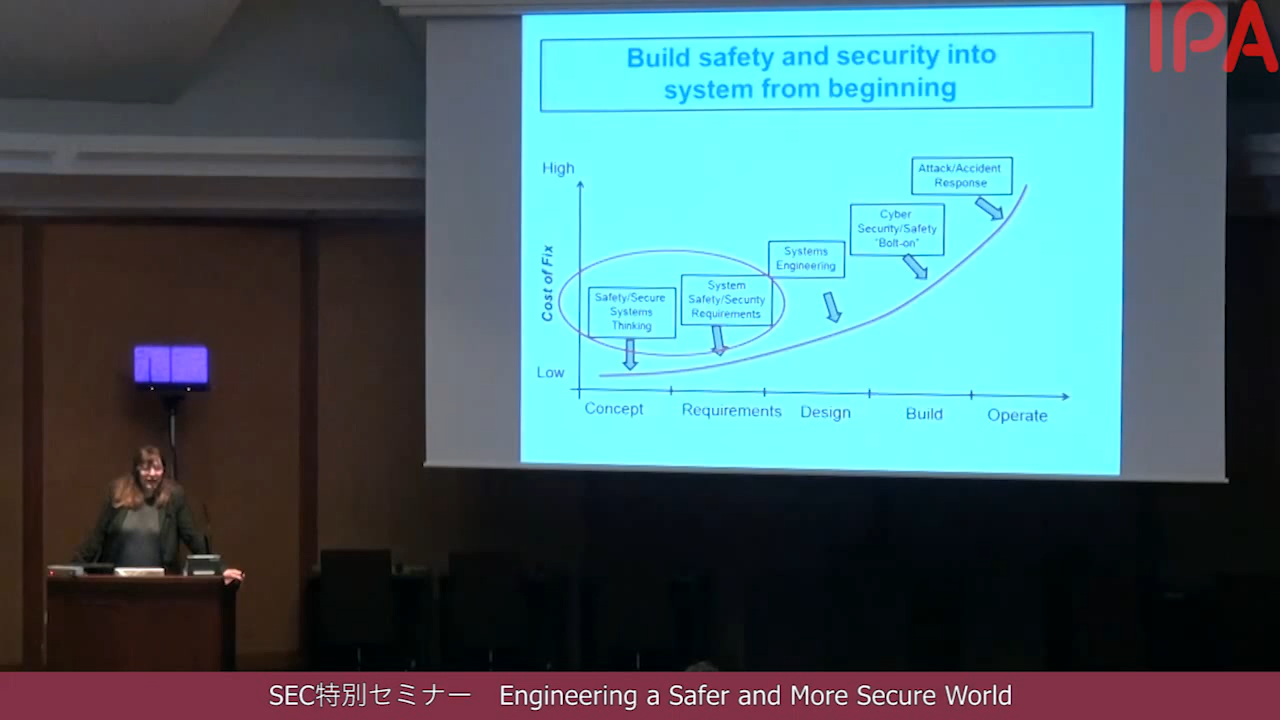 IPA
Build safety and security into
system from beginning
High
Attack/Accident
Response
Cyber
Security/Safety
"Bolt-on"
Systems
Engineering
System
Safety/Security
Requirements
Safety/Secure
Systems
Thinking
Cost of Fix
Low
Concept
Requirements
Design
Build
Operate
SEC特別セミナー　Engineering a Safer and More Secure World